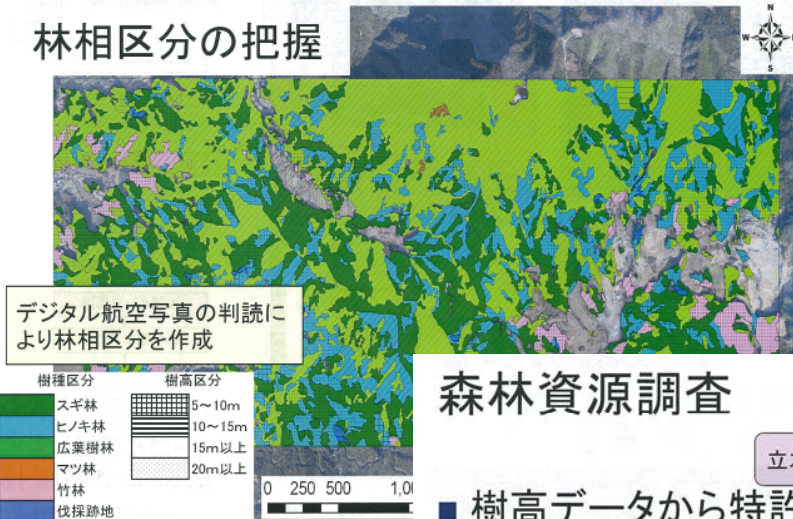 林相区分の把握
N
W
S
デジタル航空写真の判読に
より林相区分を作成
樹種区分
樹高区分
スギ林
ヒノキ林
広葉樹林
マツ林
竹林
伐採跡地
5～10m
10～15m
15m以上
20m以上
0 250 500
森林資源調査
立
■ 樹高データから特許